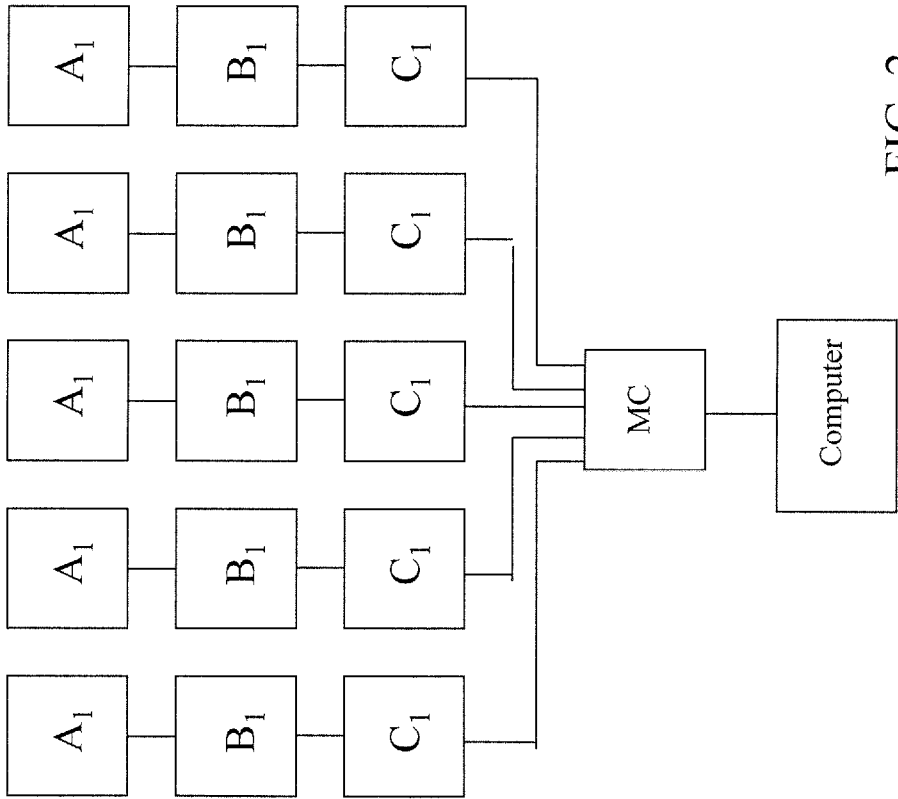 A1 A1 A1 A1 A1
B1 B1 B1 B1 B1
C1 C1 C1 C1 C1
MC
Computer
FIG. 2